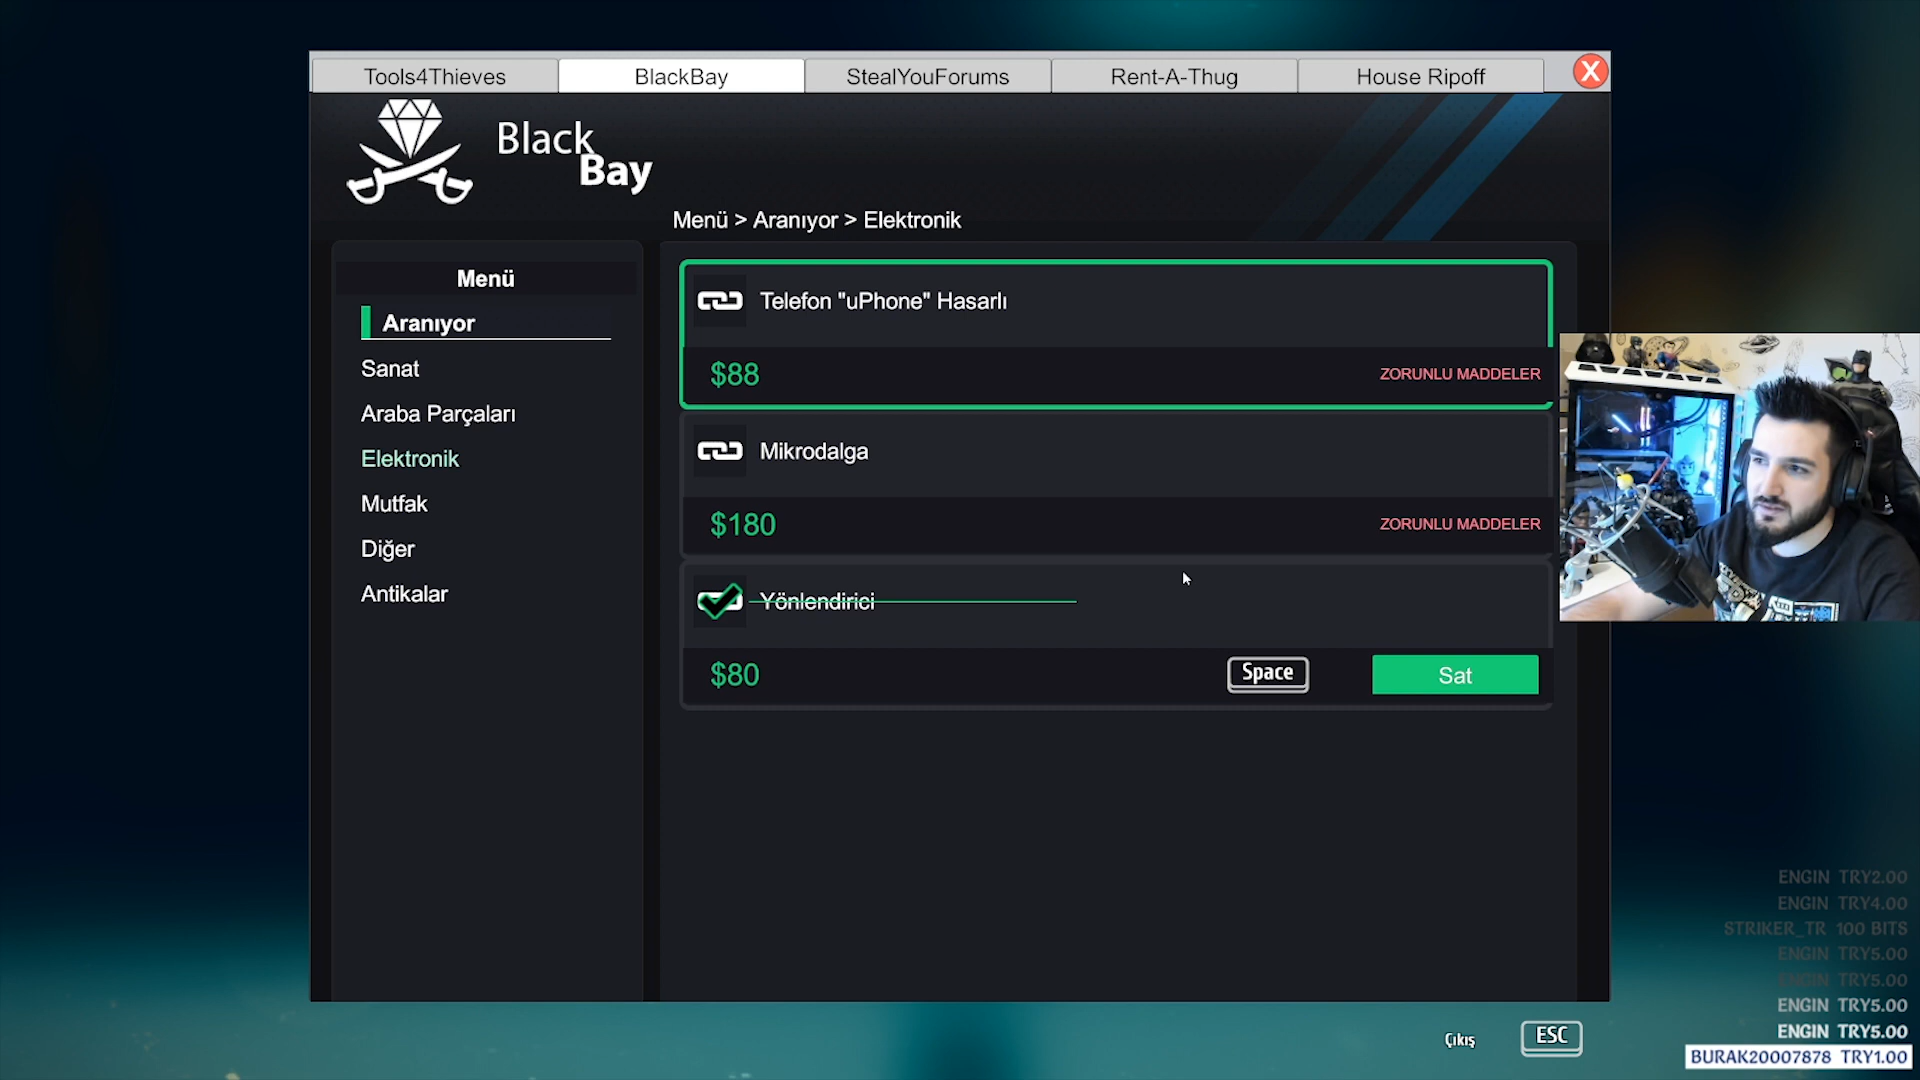 Tools4Thieves
BlackBay
StealYouForums
Rent-A-Thug
House Ripoff
X
Black
Bay
Menü > Aranıyor > Elektronik
Menü
Aranıyor
Sanat
Araba Parçaları
Elektronik
Mutfak
Diğer
Antikalar
Telefon "uPhone" Hasarlı
$88
ZORUNLU MADDELER
Mikrodalga
$180
ZORUNLU MADDELER
Yönlendirici
$80
Space
Sat
ENGIN TRY2.00
ENGIN TRY4.00
STRIKER_TR 100 BITS
ENGIN TRY5.00
ENGIN TRY5.00
ENGIN TRY5.00
ENGIN TRY5.00
BURAK20007878 TRY1.00
Çıkış
ESC